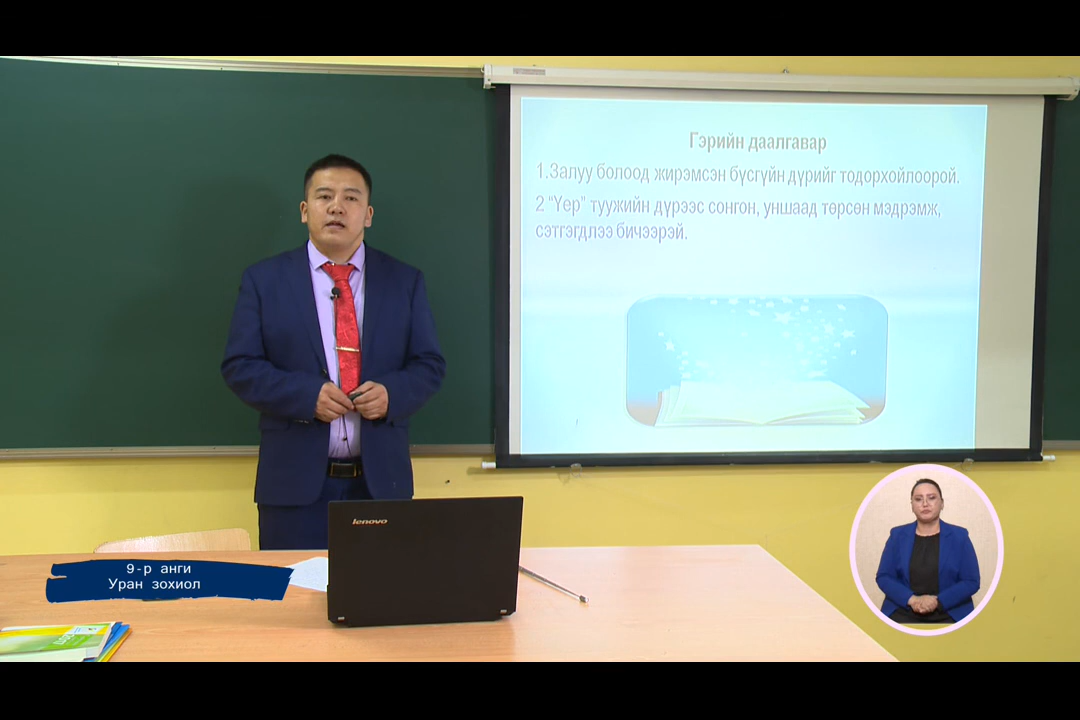 Гэрийн даалгавар
1.Залуу болоод жирэмсэн бүсгүйн дүрийг тодорхойлоорой.
2 “Үер” туужийн дүрээс сонгон, уншаад төрсөн мэдрэмж,
сэтгэгдлээ бичээрэй.
lenovo
9-р анги
Уран зохиол